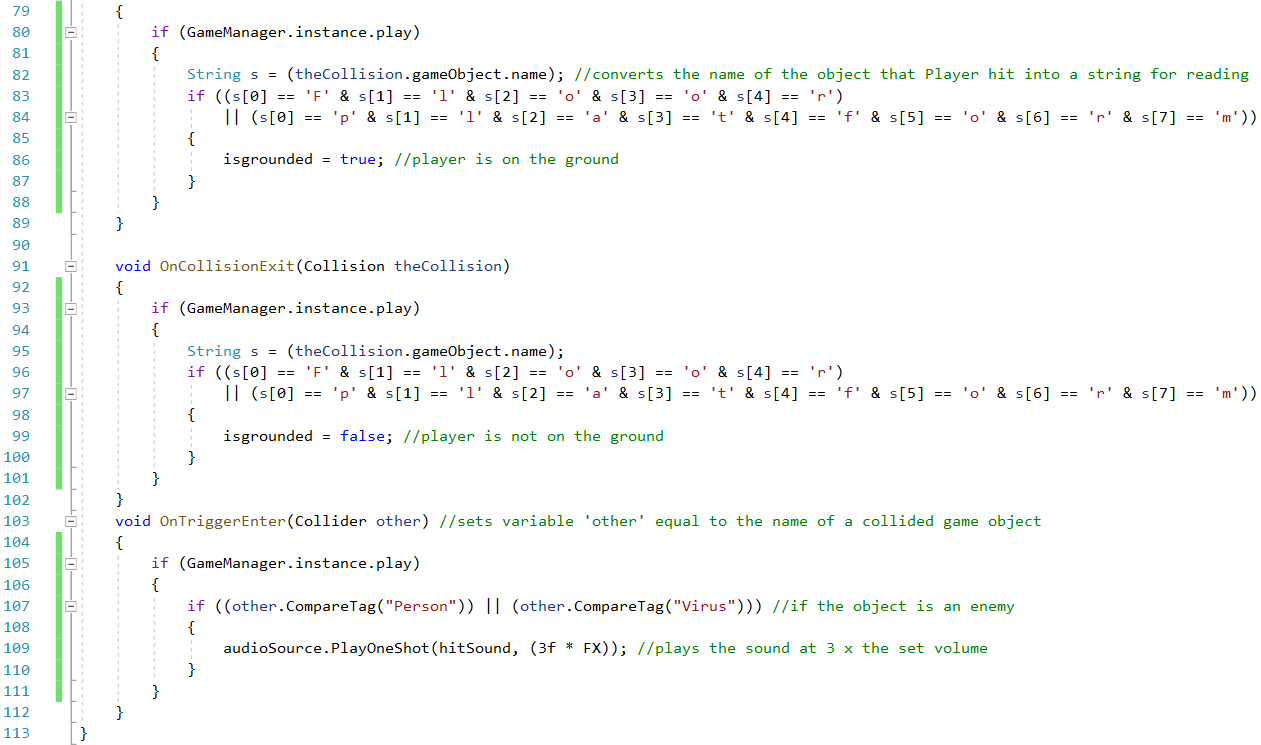 79 {
80 if (GameManager.instance.play)
81 {
82 String s = (theCollision.gameObject.name); //converts the name of the object that Player hit into a string for reading
83 if ((s[0] == 'F' & s[1] == 'l' & s[2] == 'o' & s[3] == 'o' & s[4] == 'r')
84 || (s[0] == 'p' & s[1] == 'l' & s[2] == 'a' & s[3] == 't' & s[4] == 'f' & s[5] == 'o' & s[6] == 'r' & s[7] == 'm'))
85 {
86 isgrounded = true; //player is on the ground
87 }
88 }
89 }
90
91 void OnCollisionExit(Collision theCollision)
92 {
93 if (GameManager.instance.play)
94 {
95 String s = (theCollision.gameObject.name);
96 if ((s[0] == 'F' & s[1] == 'l' & s[2] == 'o' & s[3] == 'o' & s[4] == 'r')
97 || (s[0] == 'p' & s[1] == 'l' & s[2] == 'a' & s[3] == 't' & s[4] == 'f' & s[5] == 'o' & s[6] == 'r' & s[7] == 'm'))
98 {
99 isgrounded = false; //player is not on the ground
100 }
101 }
102 }
103 void OnTriggerEnter(Collider other) //sets variable 'other' equal to the name of a collided game object
104 {
105 if (GameManager.instance.play)
106 {
107 if ((other.CompareTag("Person")) || (other.CompareTag("Virus"))) //if the object is an enemy
108 {
109 audioSource.PlayOneShot(hitSound, (3f * FX)); //plays the sound at 3 x the set volume
110 }
111 }
112 }
113 }